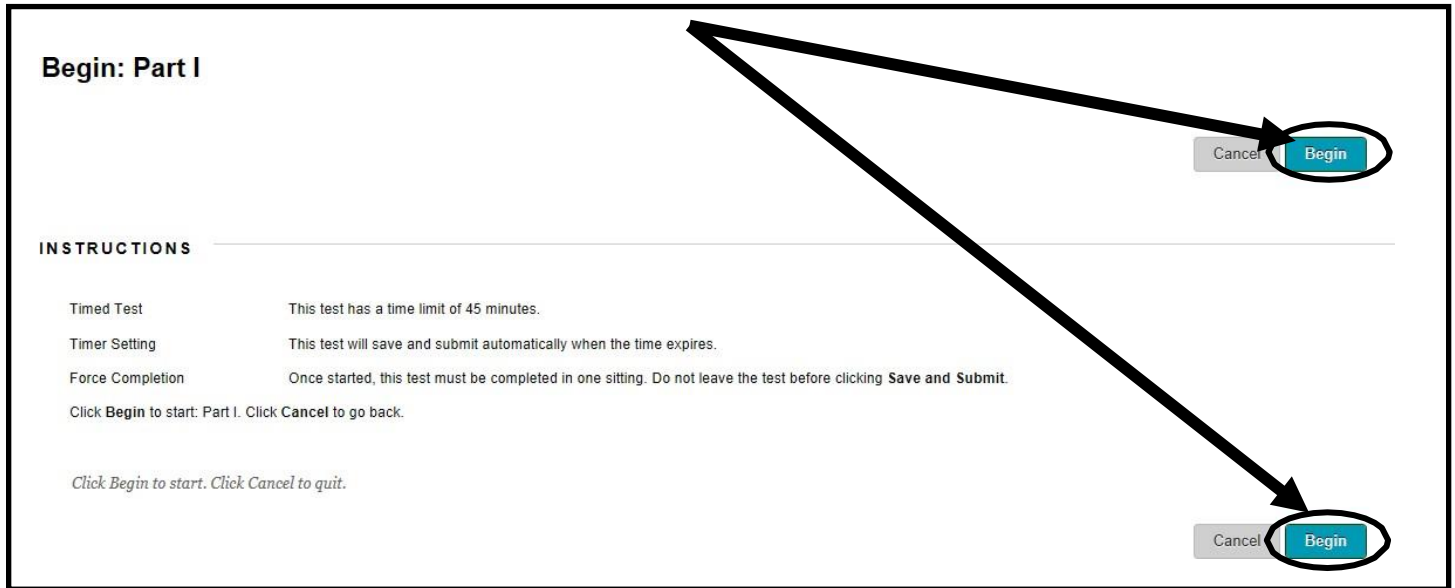 Begin: Part I
Cancel Begin
INSTRUCTIONS
Timed Test This test has a time limit of 45 minutes.
Timer Setting This test will save and submit automatically when the time expires.
Force Completion Once started, this test must be completed in one sitting. Do not leave the test before clicking Save and Submit.
Click Begin to start: Part I. Click Cancel to go back.
Click Begin to start. Click Cancel to quit.
Cancel Begin